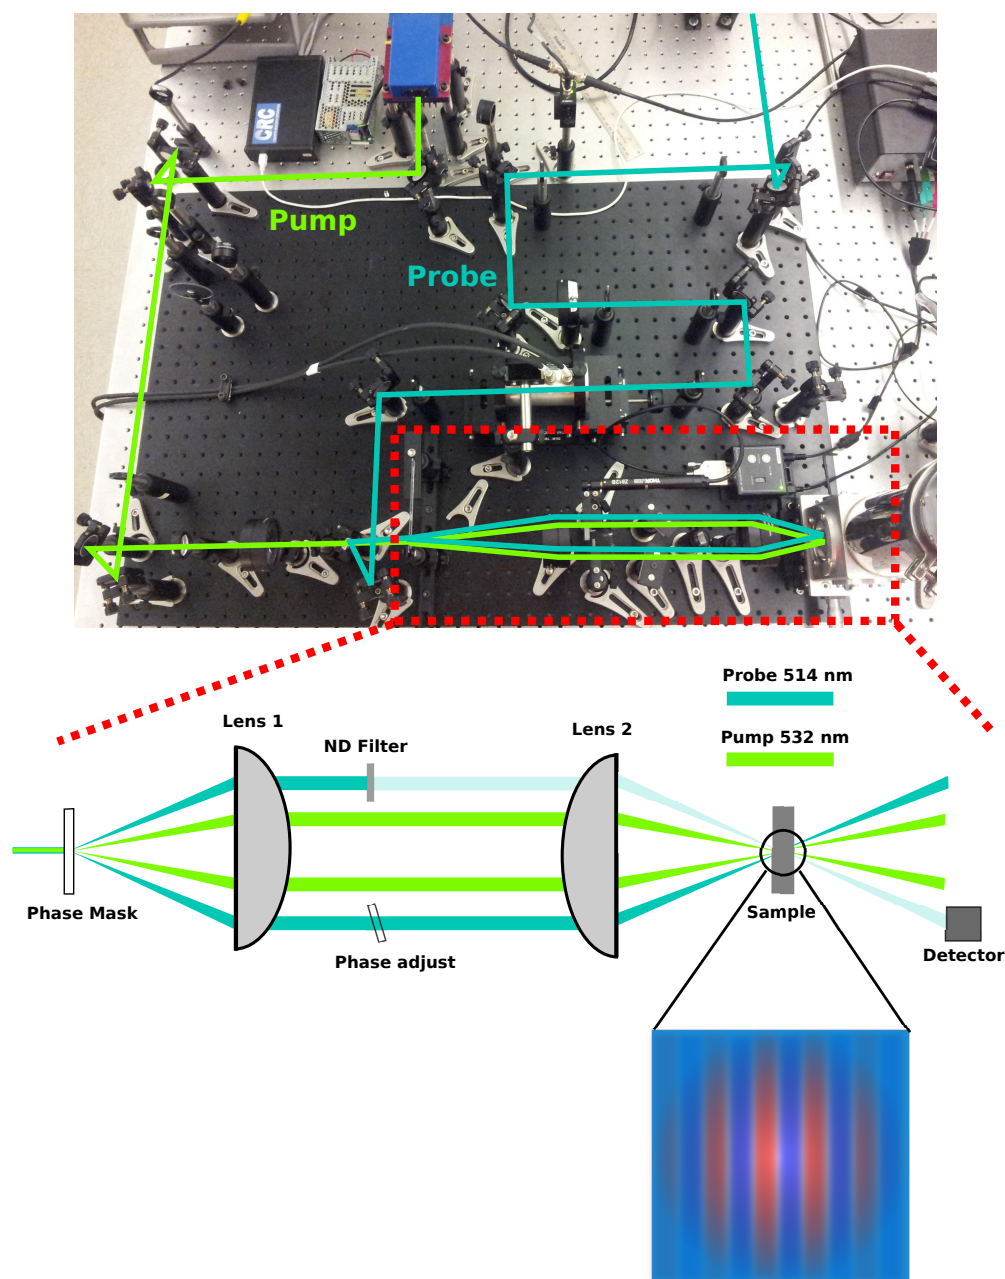 CRC
Pump
Probe
Probe 514 nm
Lens 1
Lens 2
ND Filter
Pump 532 nm
Phase Mask
Sample
Phase adjust
Detector